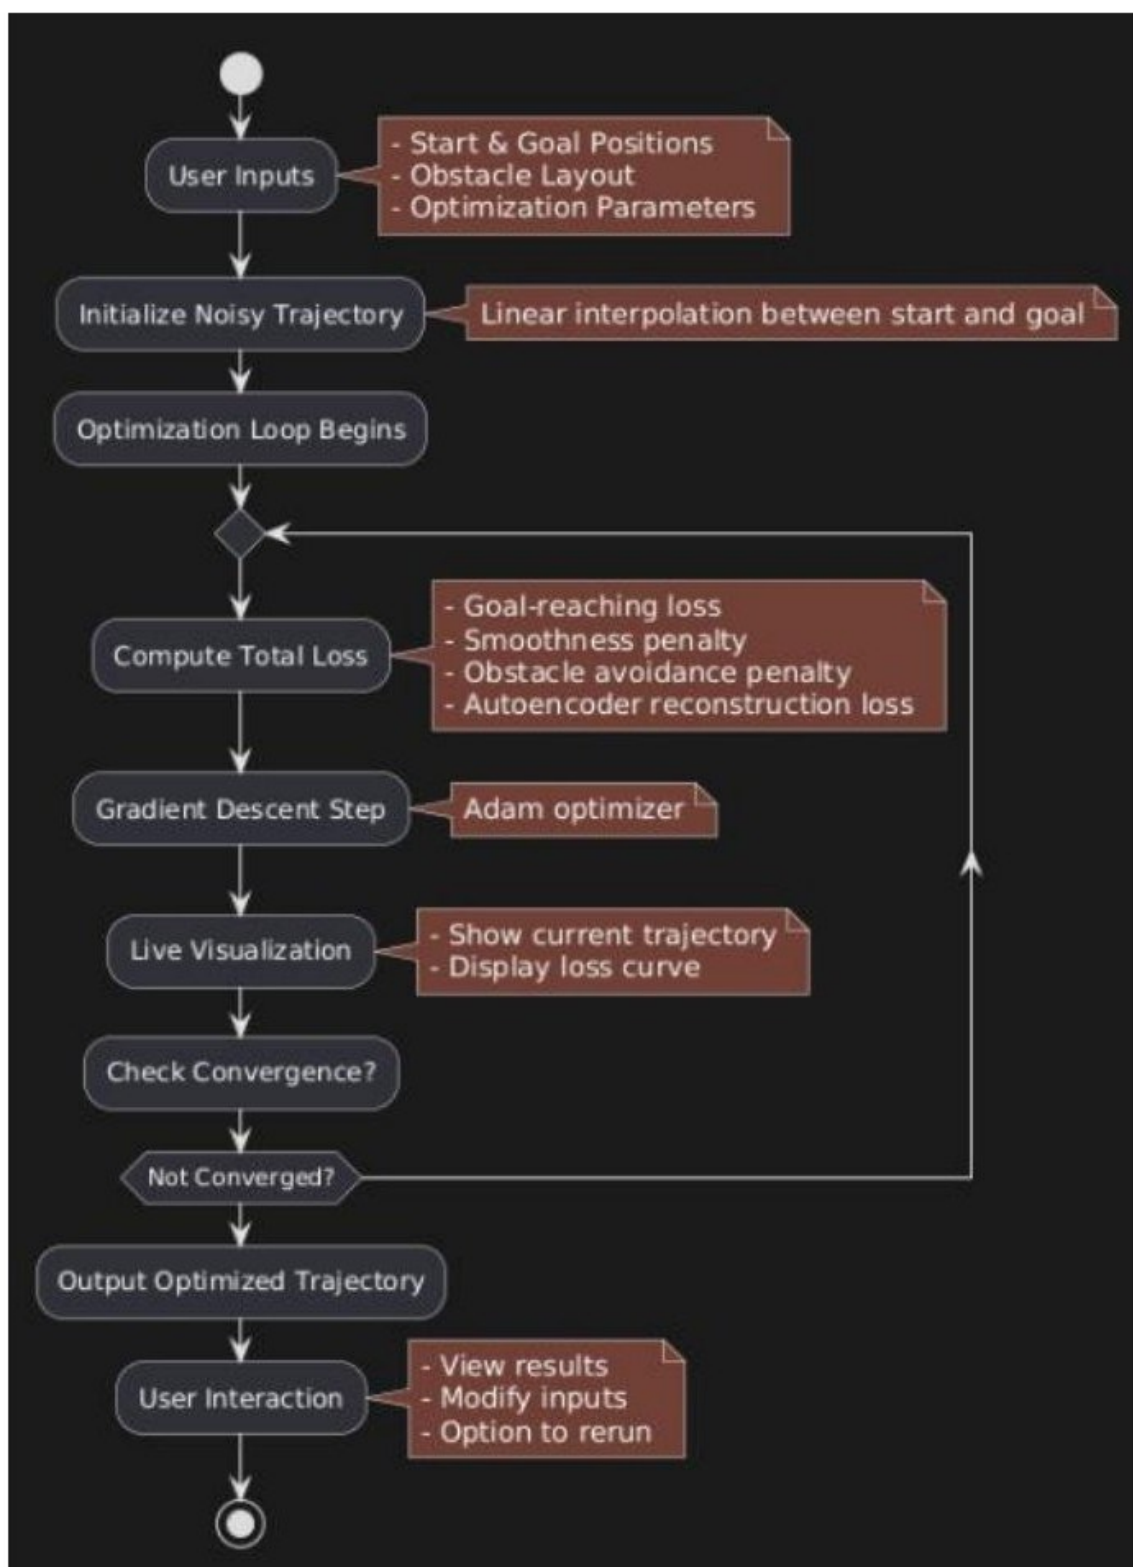 User Inputs
- Start & Goal Positions
- Obstacle Layout
- Optimization Parameters
Initialize Noisy Trajectory
Linear interpolation between start and goal
Optimization Loop Begins
Compute Total Loss
- Goal-reaching loss
- Smoothness penalty
- Obstacle avoidance penalty
- Autoencoder reconstruction loss
Gradient Descent Step
Adam optimizer
Live Visualization
- Show current trajectory
- Display loss curve
Check Convergence?
Not Converged?
Output Optimized Trajectory
User Interaction
- View results
- Modify inputs
- Option to rerun